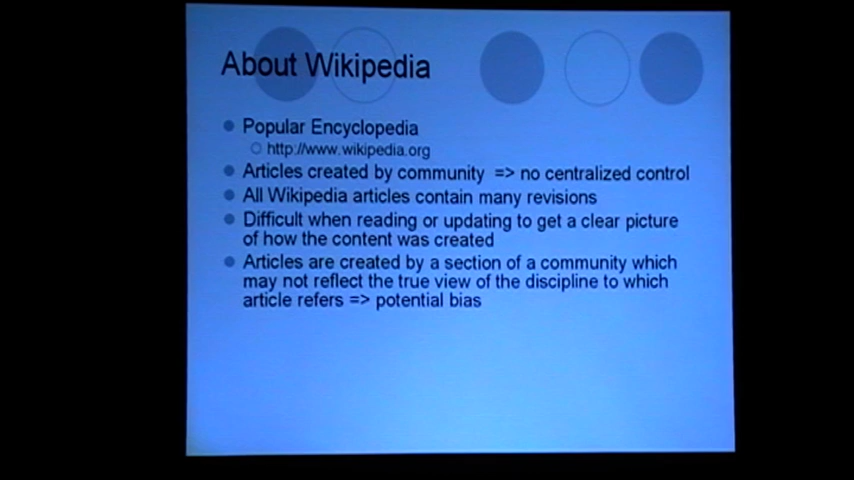 About Wikipedia
Popular Encyclopedia
http://www.wikipedia.org
Articles created by community => no centralized control
All Wikipedia articles contain many revisions
Difficult when reading or updating to get a clear picture
of how the content was created
Articles are created by a section of a community which
may not reflect the true view of the discipline to which
article refers => potential bias